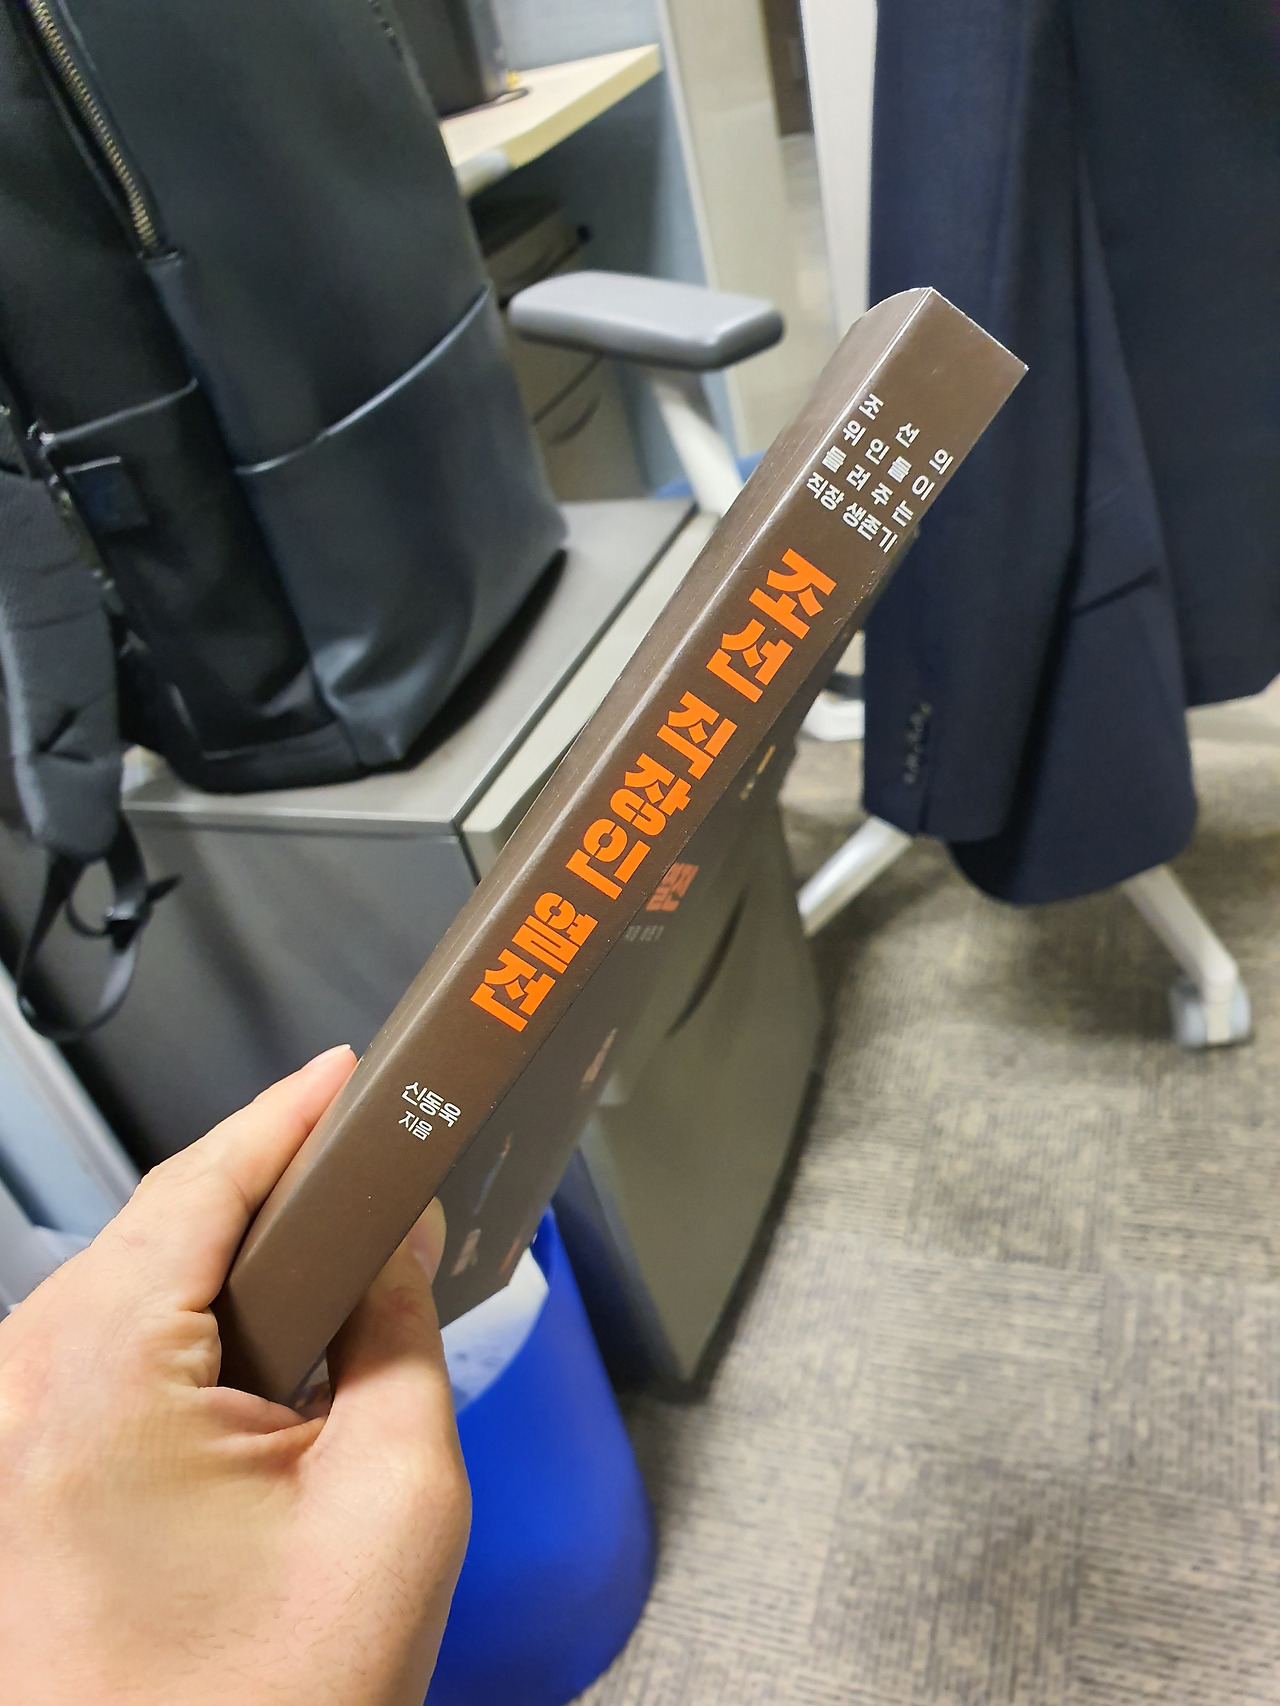 조 선 의
위인들이
들려주는
직장 생존기
조선 직장인 열전
신동욱
지음
전